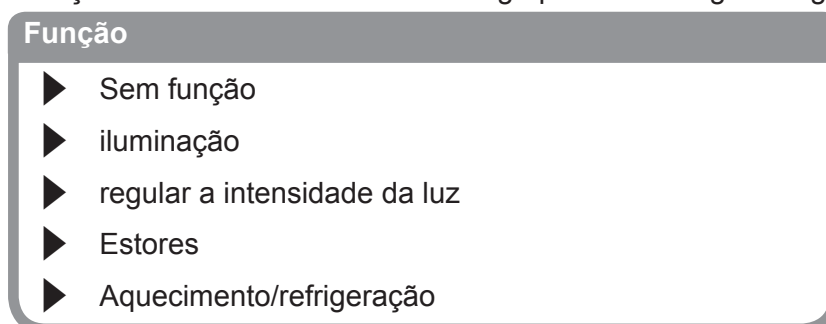 Função
Sem função
iluminação
regular a intensidade da luz
Estores
Aquecimento/refrigeração